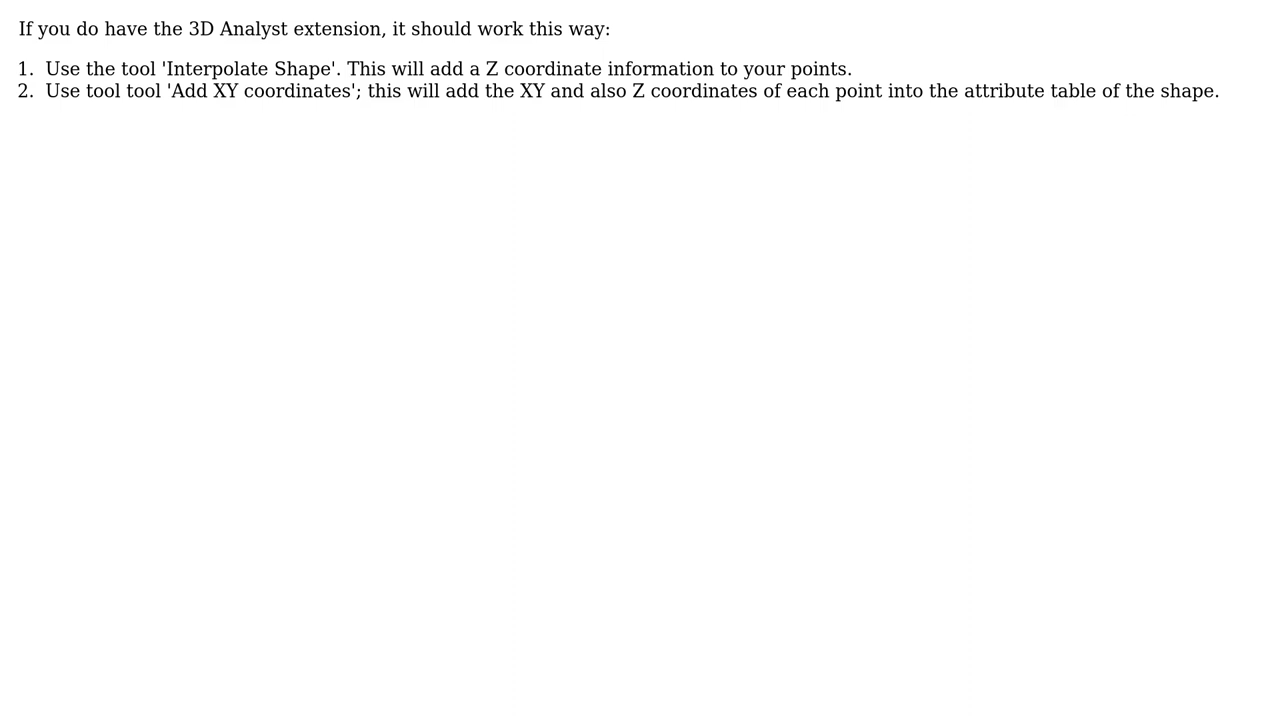 If you do have the 3D Analyst extension, it should work this way:
1. Use the tool 'Interpolate Shape'. This will add a Z coordinate information to your points.
2. Use tool tool 'Add XY coordinates'; this will add the XY and also Z coordinates of each point into the attribute table of the shape.